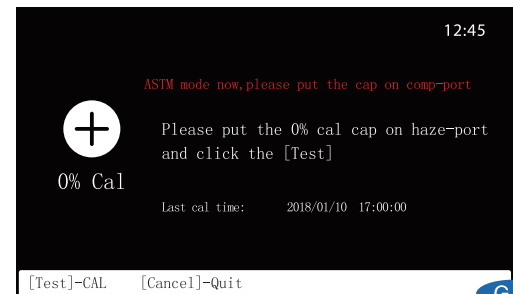 12:45
ASTM mode now,please put the cap on comp-port
Please put the 0% cal cap on haze-port
and click the [Test]
0% Cal
Last cal time: 2018/01/10 17:00:00
[Test]-CAL [Cancel]-Quit